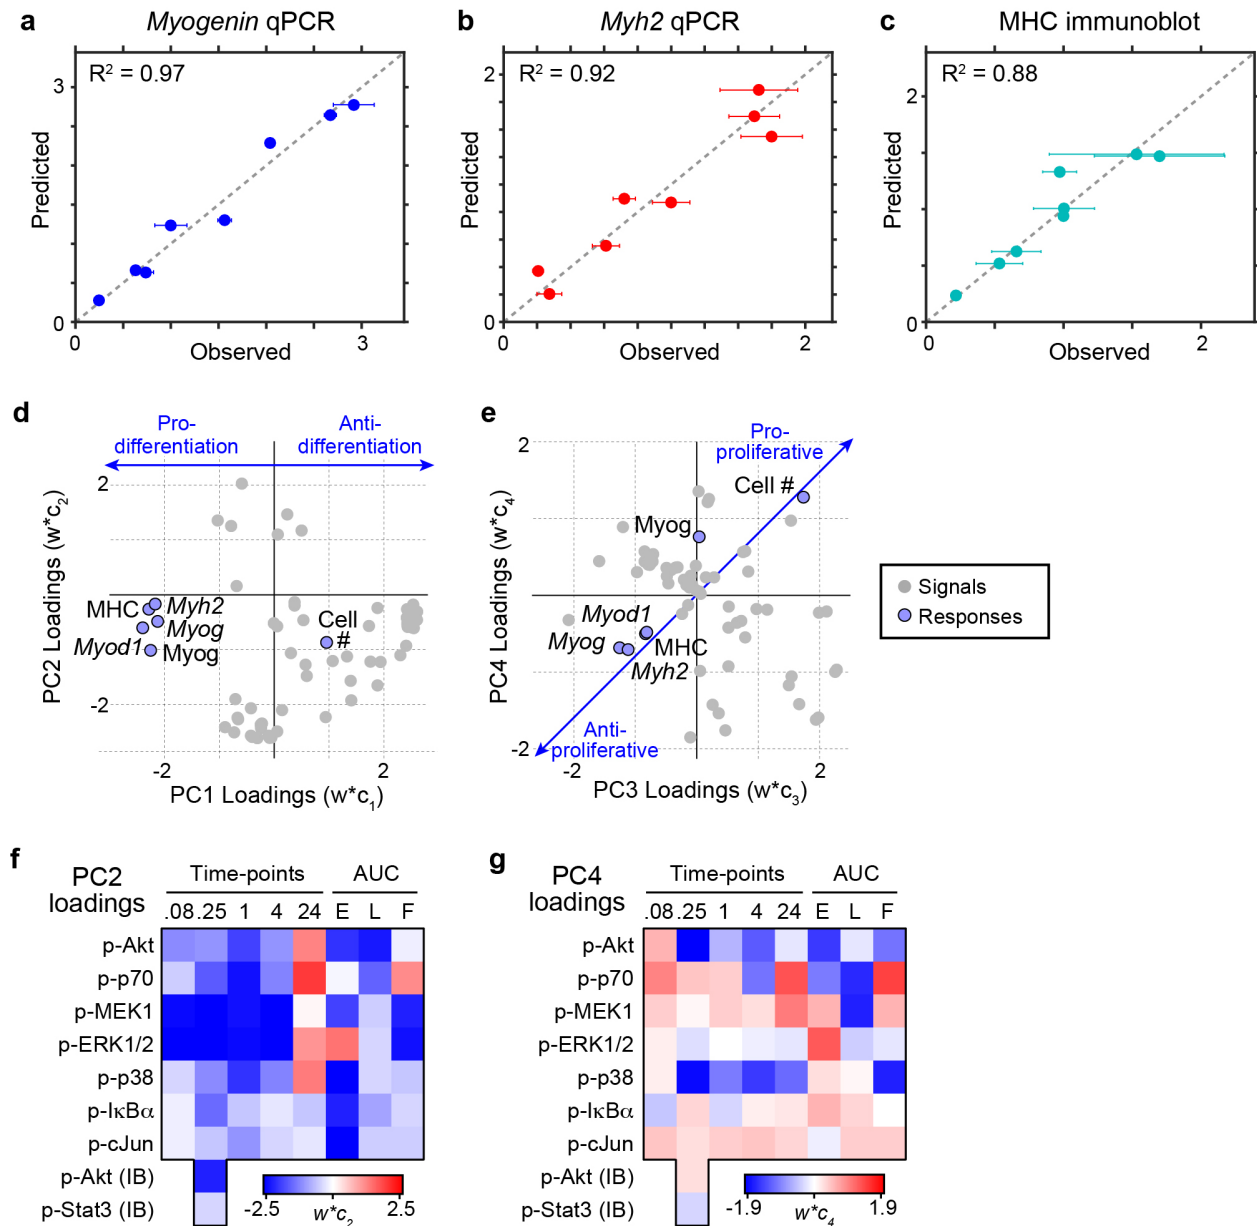 a
Myogenin qPCR
R² = 0.97
3
0
Predicted
0
3
Observed
b
Myh2 qPCR
R² = 0.92
2
0
Predicted
0
2
Observed
c
MHC immunoblot
R² = 0.88
2
0
Predicted
0
2
Observed
d
Pro-
differentiation
Anti-
differentiation
2
-2
PC2 Loadings (w*c₂)
MHC
Myh2
Myog
Myod1
Myog
Cell
#
-2
2
PC1 Loadings (w*c₁)
e
Pro-
proliferative
2
-2
PC4 Loadings (w*c₄)
Cell #
Myog
Myod1
Myog
MHC
Myh2
Anti-
proliferative
-2
2
PC3 Loadings (w*c₃)
Signals
Responses
f
PC2
loadings
Time-points
AUC
.08 .25 1 4 24 E L F
p-Akt
p-p70
p-MEK1
p-ERK1/2
p-p38
p-IκBα
p-cJun
p-Akt (IB)
p-Stat3 (IB)
-2.5
w*c₂
2.5
g
PC4
loadings
Time-points
AUC
.08 .25 1 4 24 E L F
p-Akt
p-p70
p-MEK1
p-ERK1/2
p-p38
p-IκBα
p-cJun
p-Akt (IB)
p-Stat3 (IB)
-1.9
w*c₄
1.9